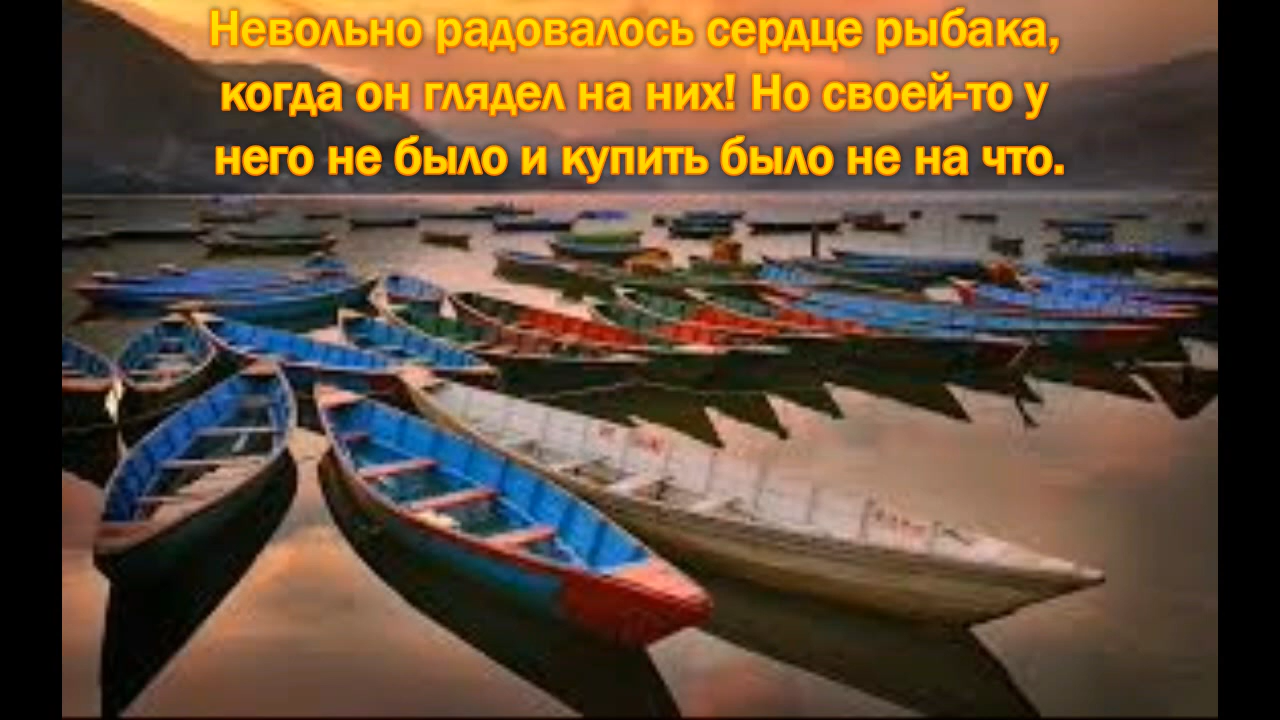 Невольно радовалось сердце рыбака,
когда он глядел на них! Но своей-то у
него не было и купить было не на что.